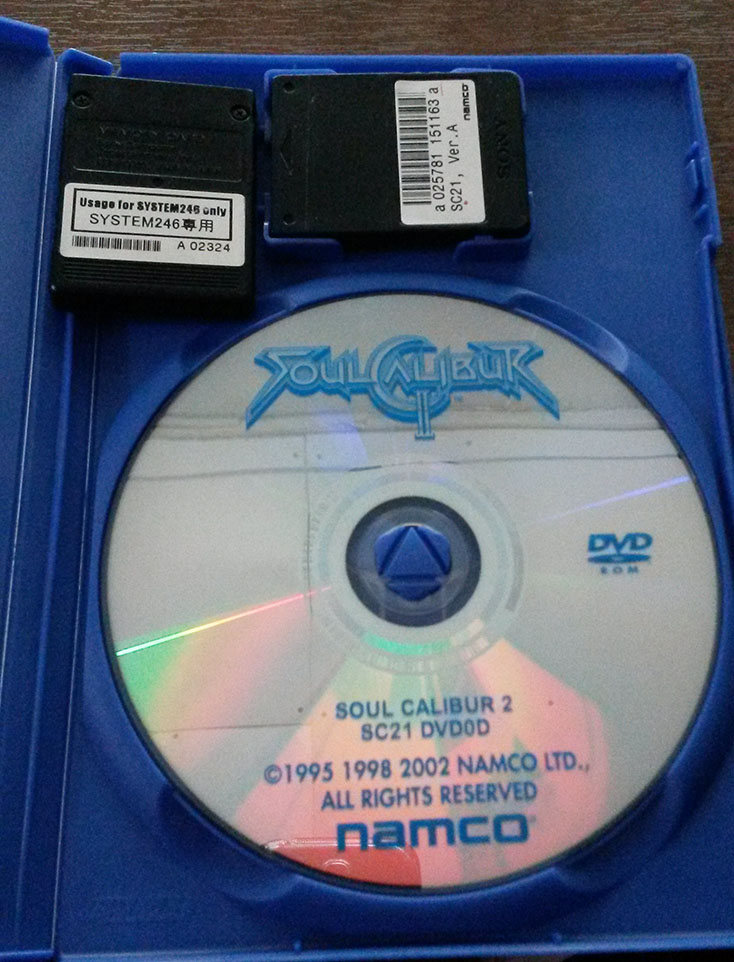 Usage for SYSTEM246 only
SYSTEM246専用
A 02324
a 025781 151163 a
SC21, Ver.A
namco
SONY
SOULCALIBUR
II
TM
DVD
ROM
SOUL CALIBUR 2
SC21 DVD0D
©1995 1998 2002 NAMCO LTD.,
ALL RIGHTS RESERVED
namco